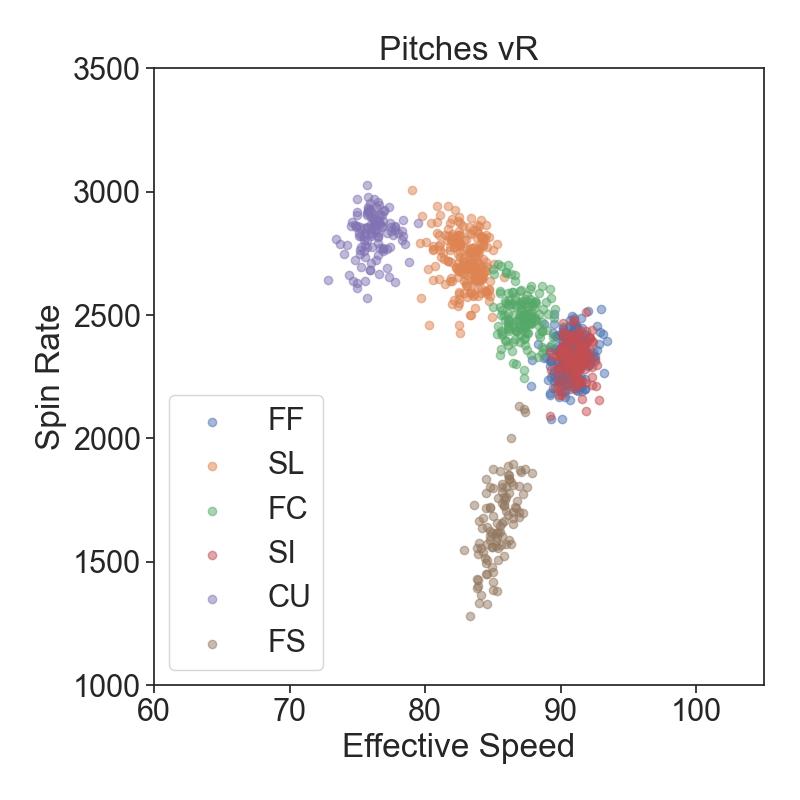 Pitches vR
3500
3000
2500
2000
1500
1000
Spin Rate
FF
SL
FC
SI
CU
FS
60 70 80 90 100
Effective Speed